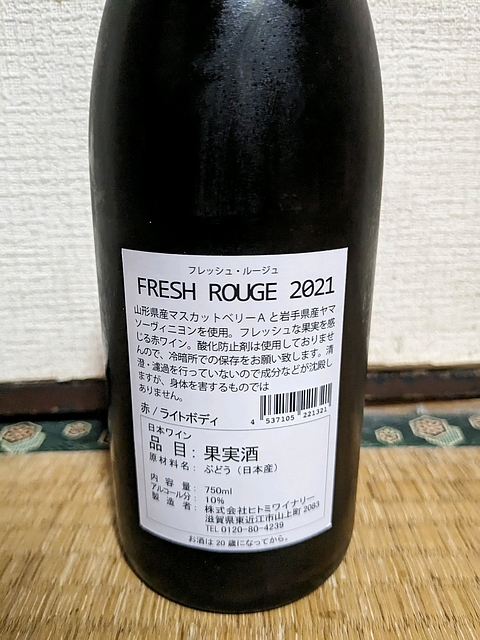 フレッシュ・ルージュ
FRESH ROUGE 2021
山形県産マスカットベリーAと岩手県産ヤマ
ソーヴィニヨンを使用。フレッシュな果実を感
じる赤ワイン。酸化防止剤は使用しておりませ
んので、冷暗所での保存をお願い致します。清
澄・濾過を行っていないので成分などが沈殿し
ますが、身体を害するものでは
ありません。
赤/ライトボディ
4 537105 221321
日本ワイン
品 目: 果実酒
原材料名: ぶどう(日本産)
内容量: 750ml
アルコール分: 10%
製造者: 株式会社ヒトミワイナリー
滋賀県東近江市山上町2083
TEL 0120-80-4239
お酒は20歳になってから。